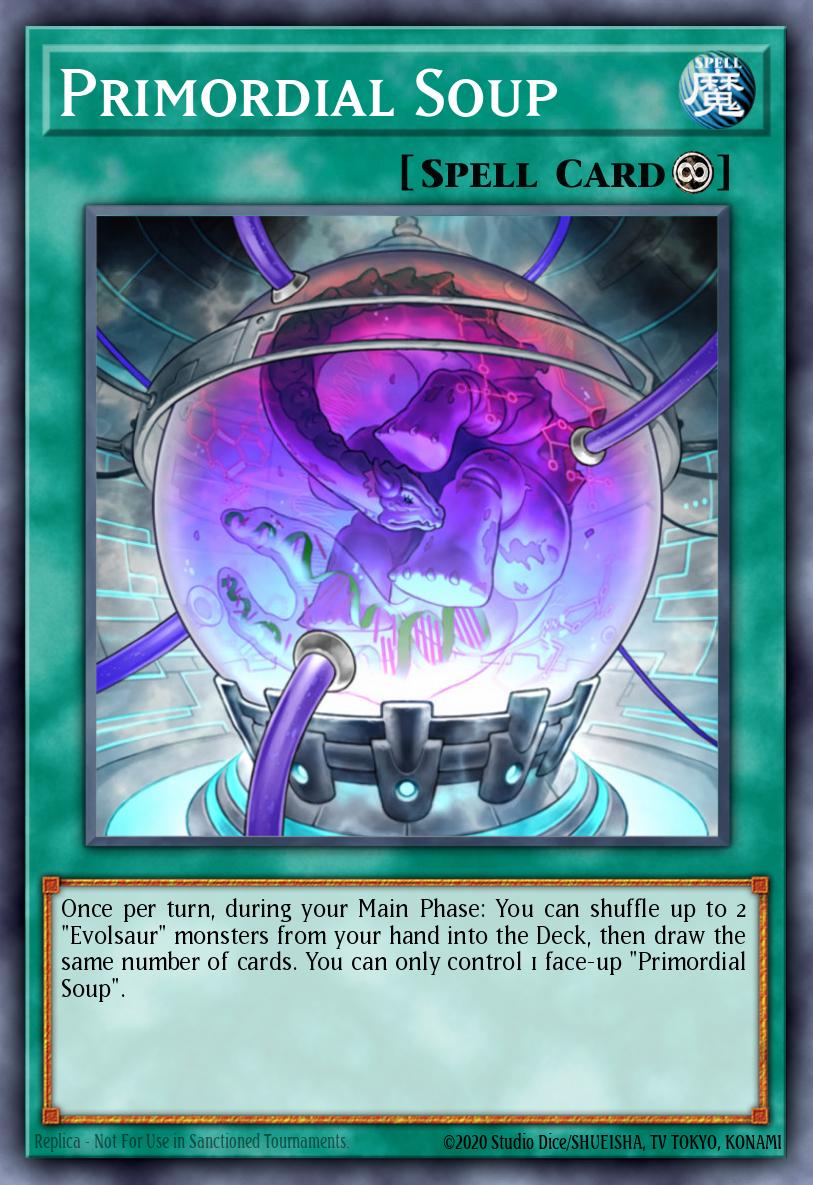 Primordial Soup
SPELL
魔
[Spell Card]
Once per turn, during your Main Phase: You can shuffle up to 2
"Evolsaur" monsters from your hand into the Deck, then draw the
same number of cards. You can only control 1 face-up "Primordial
Soup".
Replica - Not For Use in Sanctioned Tournaments.
©2020 Studio Dice/SHUEISHA, TV TOKYO, KONAMI